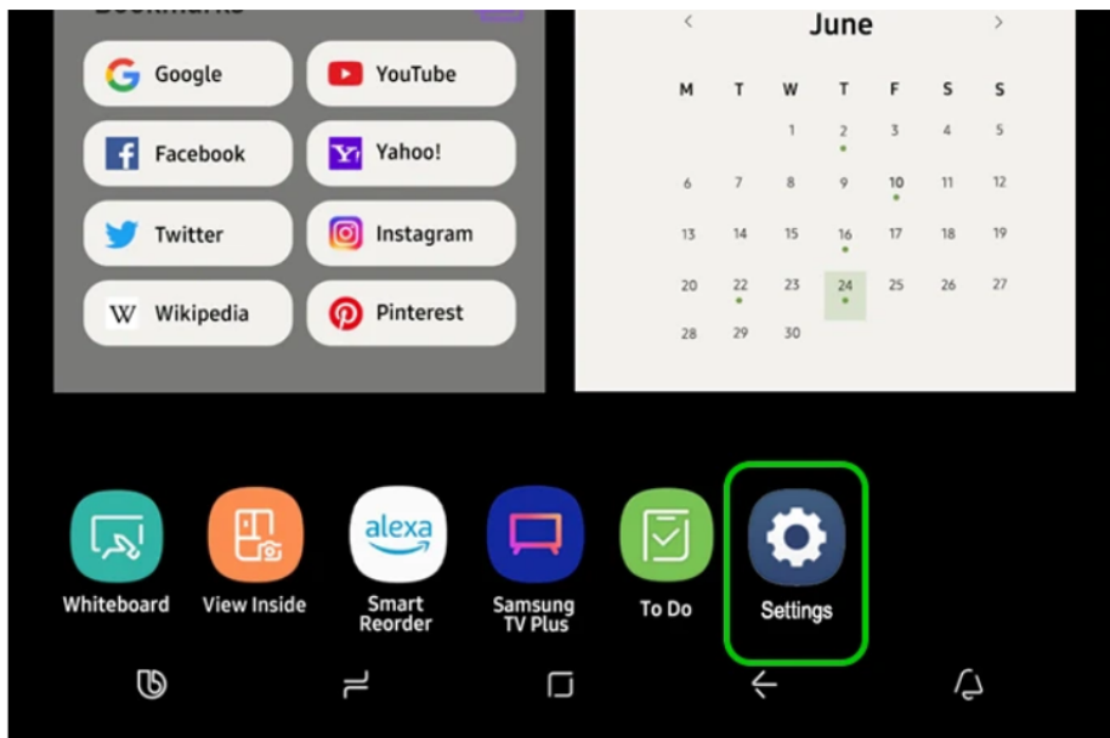 Bookmarks
Google
YouTube
Facebook
Yahoo!
Twitter
Instagram
W Wikipedia
Pinterest
June
M T W T F S S
1 2 3 4 5
6 7 8 9 10 11 12
13 14 15 16 17 18 19
20 22 23 24 25 26 27
28 29 30
alexa
Whiteboard
View Inside
Smart
Reorder
Samsung
TV Plus
To Do
Settings